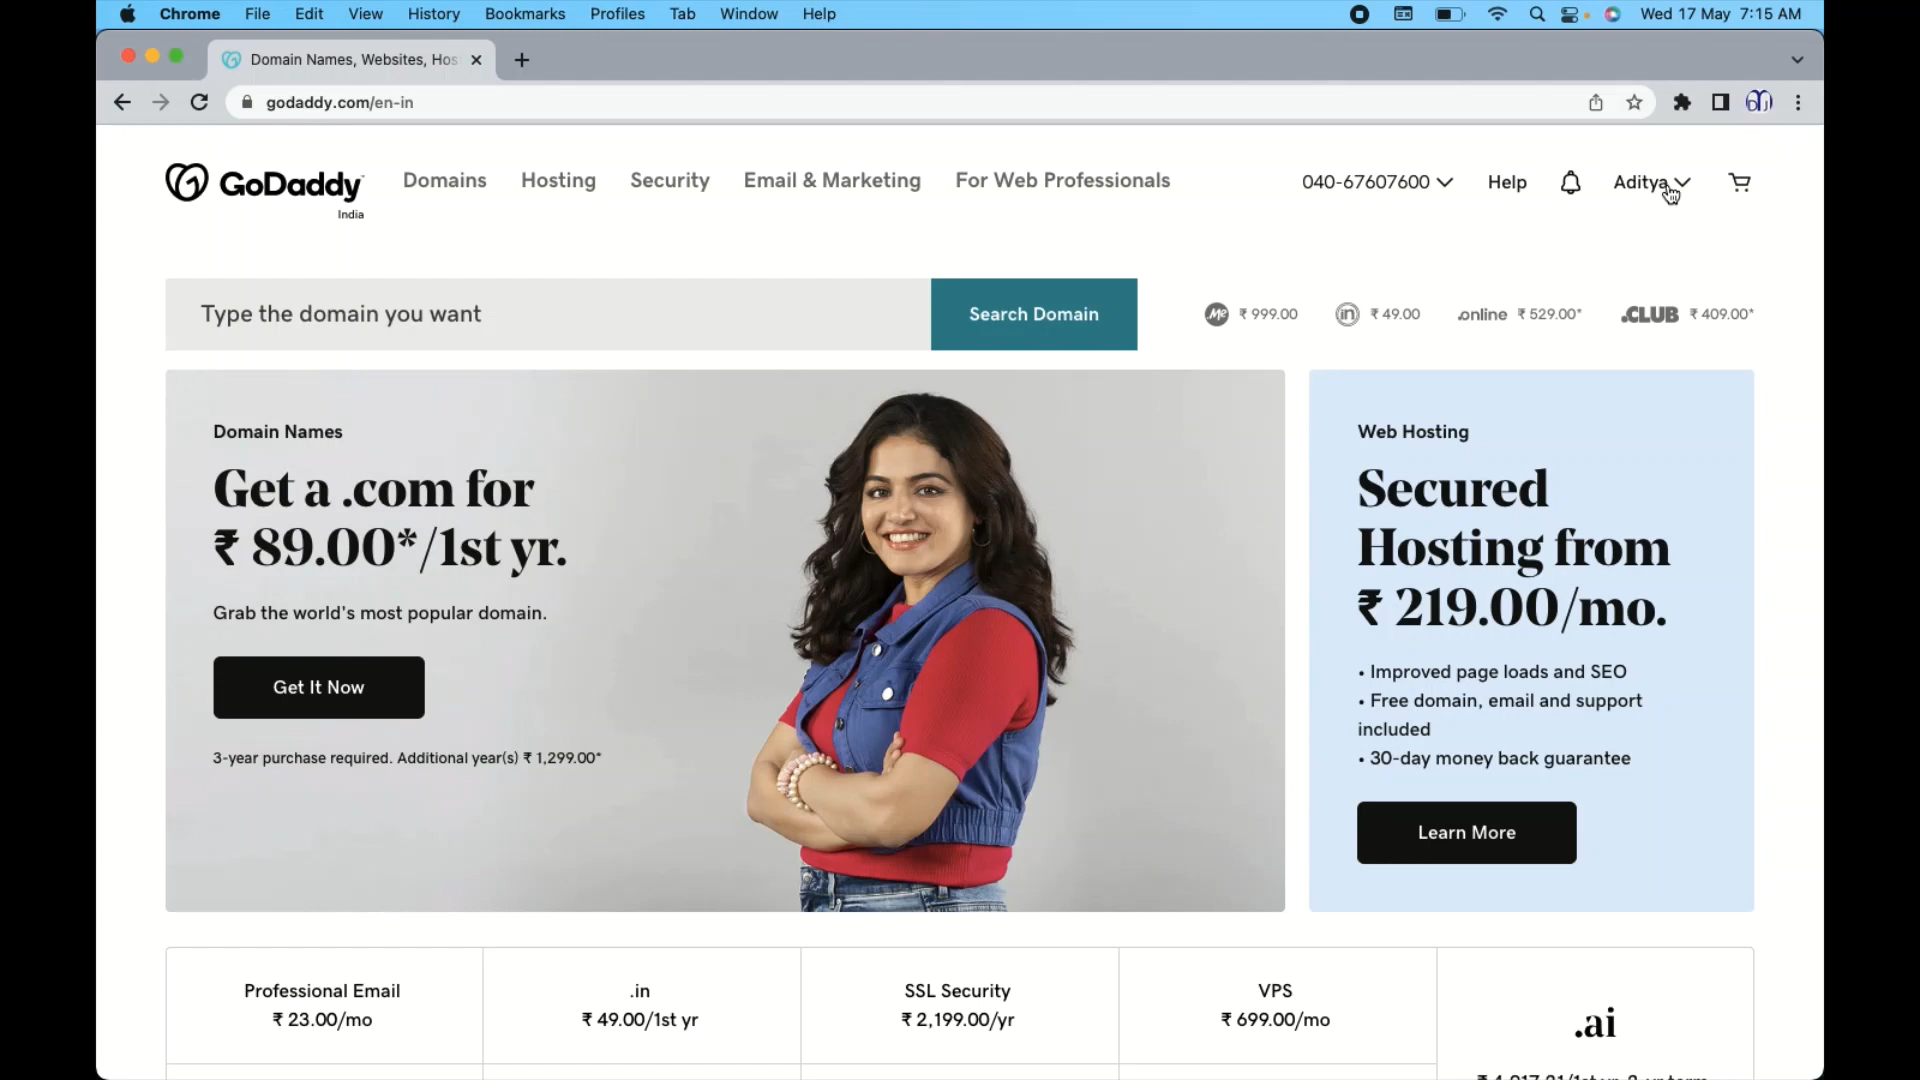 Chrome File Edit View History Bookmarks Profiles Tab Window Help Wed 17 May 7:15 AM
Domain Names, Websites, Hos
godaddy.com/en-in
GoDaddy
India
Domains Hosting Security Email & Marketing For Web Professionals 040-67607600 Help Aditya
Type the domain you want
Search Domain
Me ₹ 999.00 in ₹ 49.00 .online ₹ 529.00* .CLUB ₹ 409.00*
Domain Names
Get a .com for
₹ 89.00*/1st yr.
Grab the world's most popular domain.
Get It Now
3-year purchase required. Additional year(s) ₹ 1,299.00*
Web Hosting
Secured
Hosting from
₹ 219.00/mo.
• Improved page loads and SEO
• Free domain, email and support
included
• 30-day money back guarantee
Learn More
Professional Email
₹ 23.00/mo
.in
₹ 49.00/1st yr
SSL Security
₹ 2,199.00/yr
VPS
₹ 699.00/mo
.ai